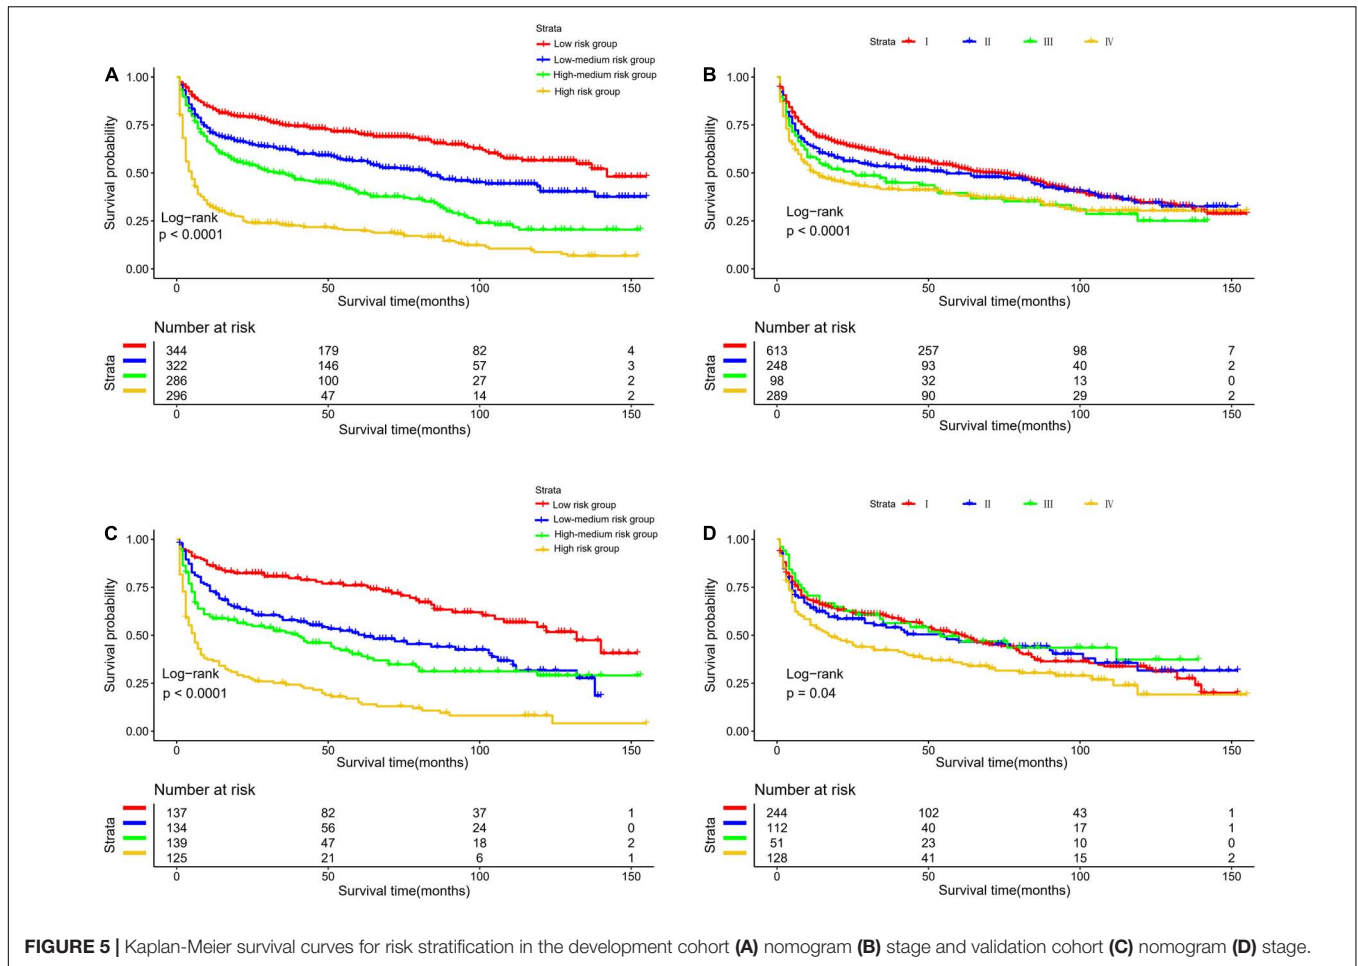 Strata
Low risk group
Low-medium risk group
High-medium risk group
High risk group
A
1.00
0.75
0.50
0.25
0.00
Survival probability
Log-rank
p < 0.0001
0 50 100 150
Survival time(months)
Number at risk
Strata
344 179 82 4
322 146 57 3
286 100 27 2
296 47 14 2
0 50 100 150
Survival time(months)
Strata I II III IV
B
1.00
0.75
0.50
0.25
0.00
Survival probability
Log-rank
p < 0.0001
0 50 100 150
Survival time(months)
Number at risk
Strata
613 257 98 7
248 93 40 2
98 32 13 0
289 90 29 2
0 50 100 150
Survival time(months)
Strata
Low risk group
Low-medium risk group
High-medium risk group
High risk group
C
1.00
0.75
0.50
0.25
0.00
Survival probability
Log-rank
p < 0.0001
0 50 100 150
Survival time(months)
Number at risk
Strata
137 82 37 1
134 56 24 0
139 47 18 2
125 21 6 1
0 50 100 150
Survival time(months)
Strata I II III IV
D
1.00
0.75
0.50
0.25
0.00
Survival probability
Log-rank
p = 0.04
0 50 100 150
Survival time(months)
Number at risk
Strata
244 102 43 1
112 40 17 1
51 23 10 0
128 41 15 2
0 50 100 150
Survival time(months)
FIGURE 5 | Kaplan-Meier survival curves for risk stratification in the development cohort (A) nomogram (B) stage and validation cohort (C) nomogram (D) stage.